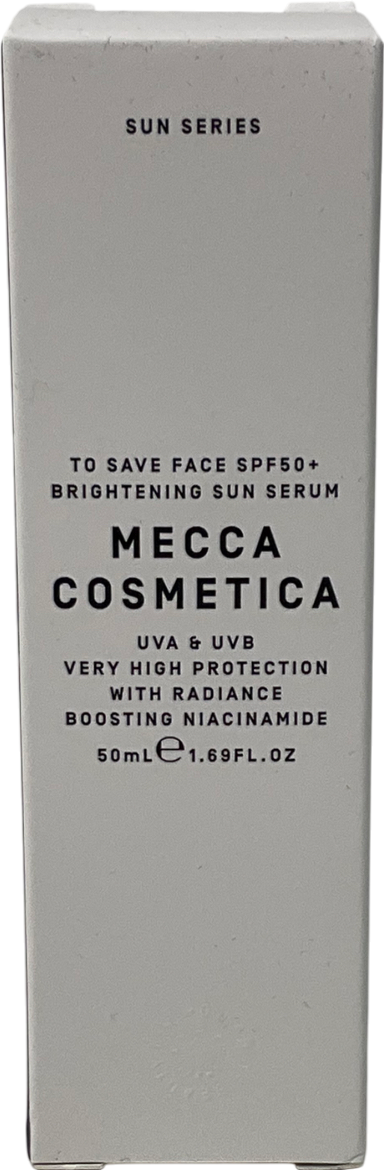 SUN SERIES
TO SAVE FACE SPF50+
BRIGHTENING SUN SERUM
MECCA
COSMETICA
UVA & UVB
VERY HIGH PROTECTION
WITH RADIANCE
BOOSTING NIACINAMIDE
50mL℮1.69FL.OZ